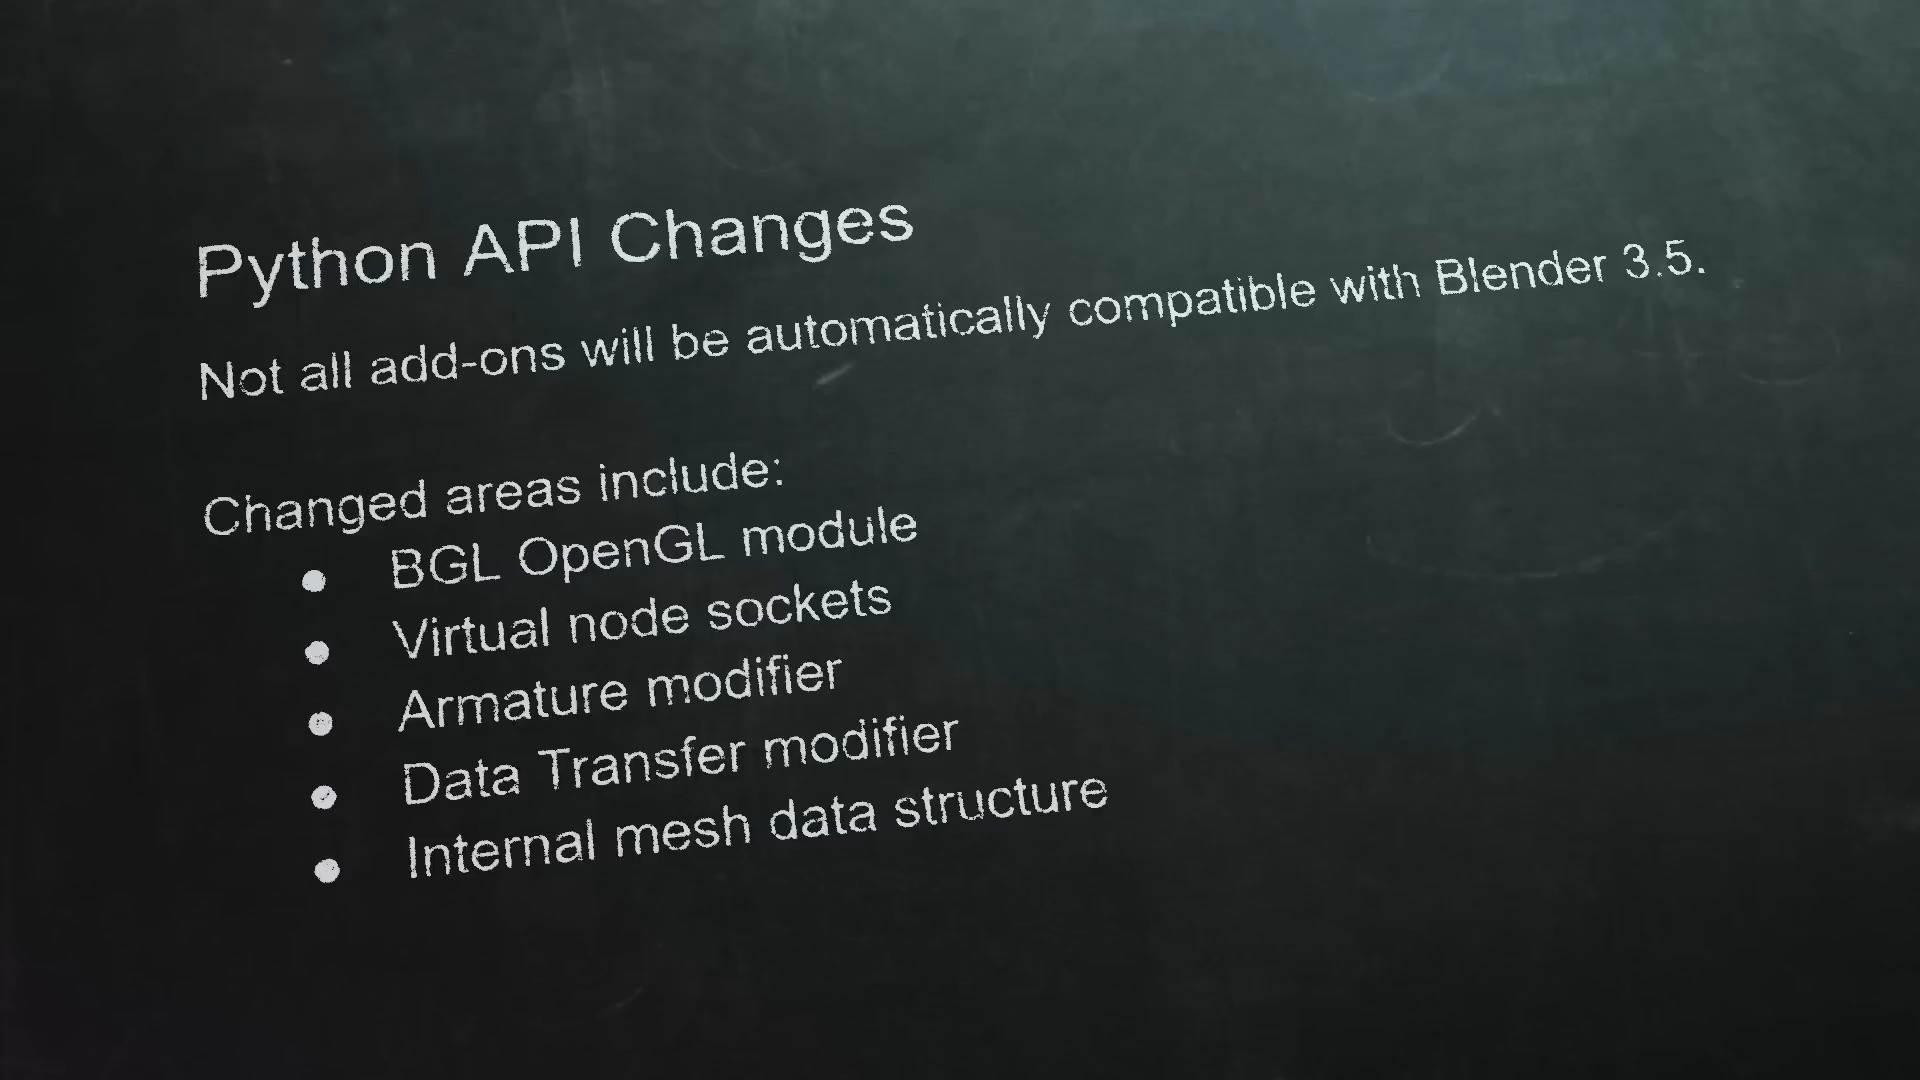 Python API Changes
Not all add-ons will be automatically compatible with Blender 3.5.
Changed areas include:
● BGL OpenGL module
● Virtual node sockets
● Armature modifier
● Data Transfer modifier
● Internal mesh data structure